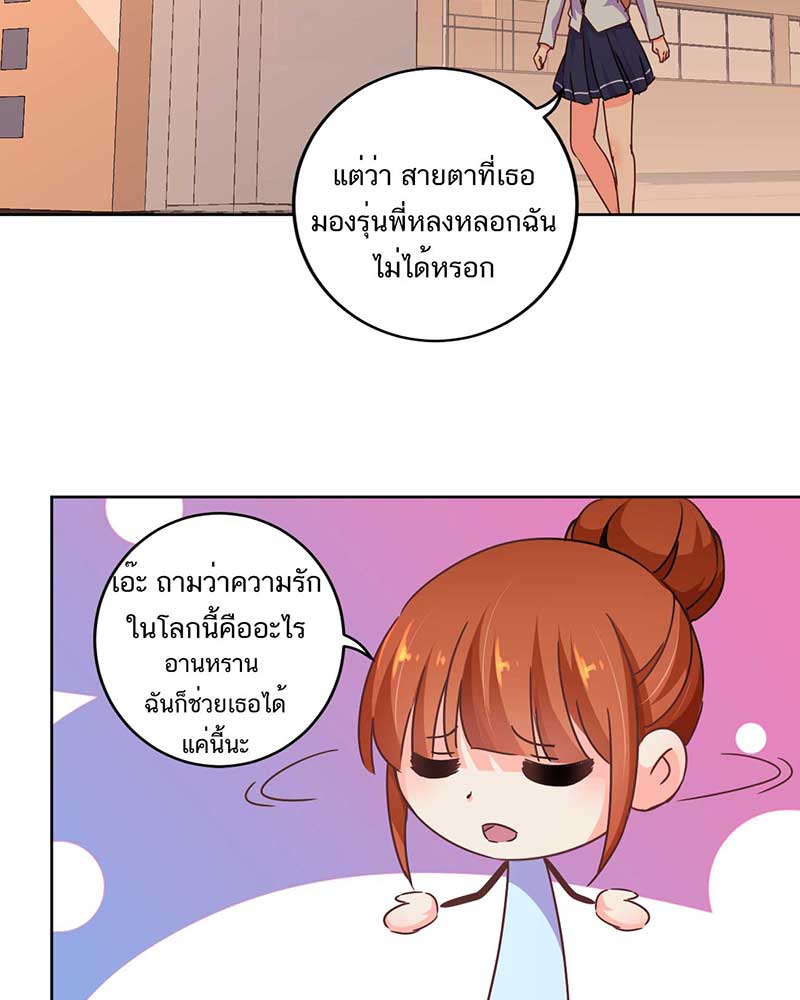 แต่ว่า สายตาที่เธอ
มองรุ่นพี่หลงหลอกฉัน
ไม่ได้หรอก
เอ๊ะ ถามว่าความรัก
ในโลกนี้คืออะไร
อานหราน
ฉันก็ช่วยเธอได้
แค่นี้นะ